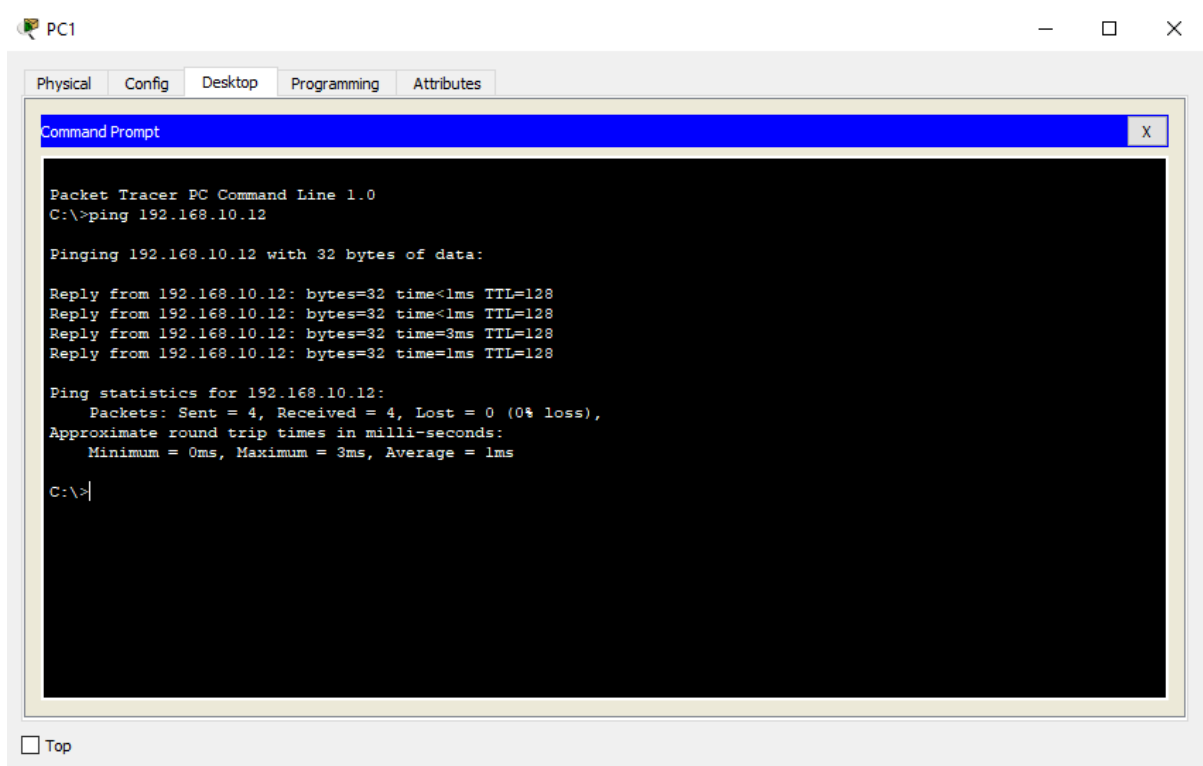 PC1
Physical Config Desktop Programming Attributes
Command Prompt X
Packet Tracer PC Command Line 1.0
C:\>ping 192.168.10.12
Pinging 192.168.10.12 with 32 bytes of data:
Reply from 192.168.10.12: bytes=32 time<1ms TTL=128
Reply from 192.168.10.12: bytes=32 time<1ms TTL=128
Reply from 192.168.10.12: bytes=32 time=3ms TTL=128
Reply from 192.168.10.12: bytes=32 time=1ms TTL=128
Ping statistics for 192.168.10.12:
Packets: Sent = 4, Received = 4, Lost = 0 (0% loss),
Approximate round trip times in milli-seconds:
Minimum = 0ms, Maximum = 3ms, Average = 1ms
C:\>
Top